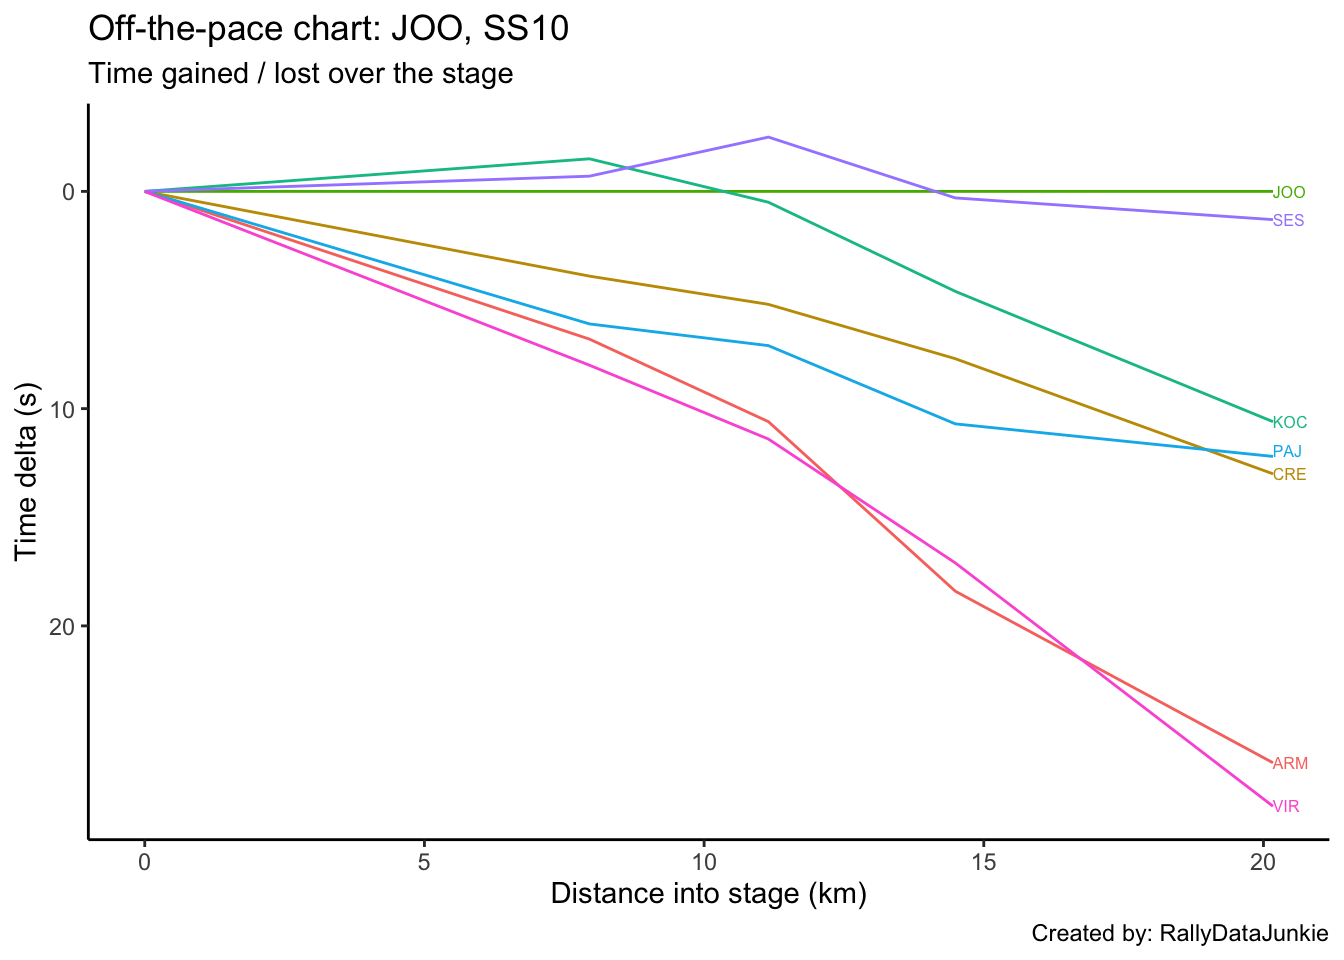 Off-the-pace chart: JOO, SS10
Time gained / lost over the stage
Time delta (s)
0
10
20
JOO
SES
KOC
PAJ
CRE
ARM
VIR
0 5 10 15 20
Distance into stage (km)
Created by: RallyDataJunkie